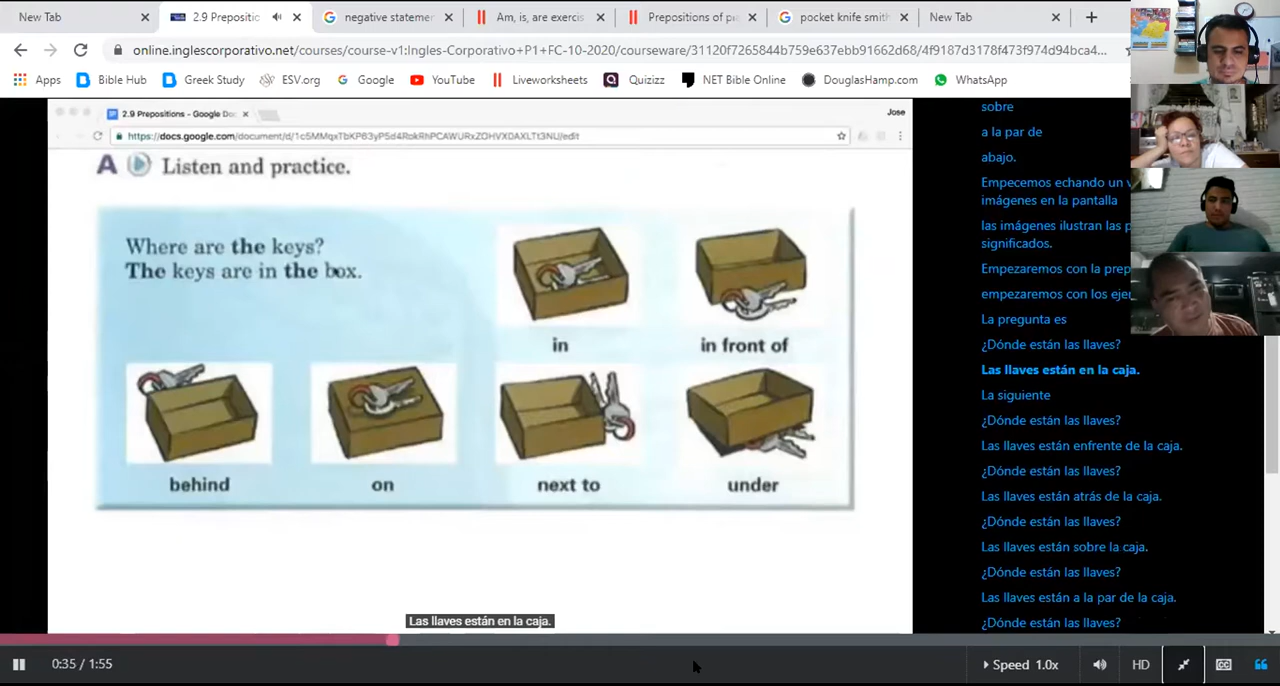 New Tab
2.9 Prepositic
negative statemer
Am, is, are exercis
Prepositions of p
pocket knife smith
New Tab
online.inglescorporativo.net/courses/course-v1:Ingles-Corporativo+P1+FC-10-2020/courseware/31120f7265844b759e637ebb91662d68/4f9187d3178f473f974d94bca4...
Apps
Bible Hub
Greek Study
ESV.org
Google
YouTube
Liveworksheets
Quizizz
NET Bible Online
DouglasHamp.com
WhatsApp
2.9 Prepositions - Google Do
Jose
A Listen and practice.
Where are the keys?
The keys are in the box.
in
in front of
behind
on
next to
under
Las llaves están en la caja.
sobre
a la par de
abajo.
Empecemos echando un v
imágenes en la pantalla
las imágenes ilustran las p
significados.
Empezaremos con la prep
empezaremos con los ejer
La pregunta es
¿Dónde están las llaves?
Las llaves están en la caja.
La siguiente
¿Dónde están las llaves?
Las llaves están enfrente de la caja.
¿Dónde están las llaves?
Las llaves están atrás de la caja.
¿Dónde están las llaves?
Las llaves están sobre la caja.
¿Dónde están las llaves?
Las llaves están a la par de la caja.
¿Dónde están las llaves?
0:35 / 1:55
Speed 1.0x
HD
CC